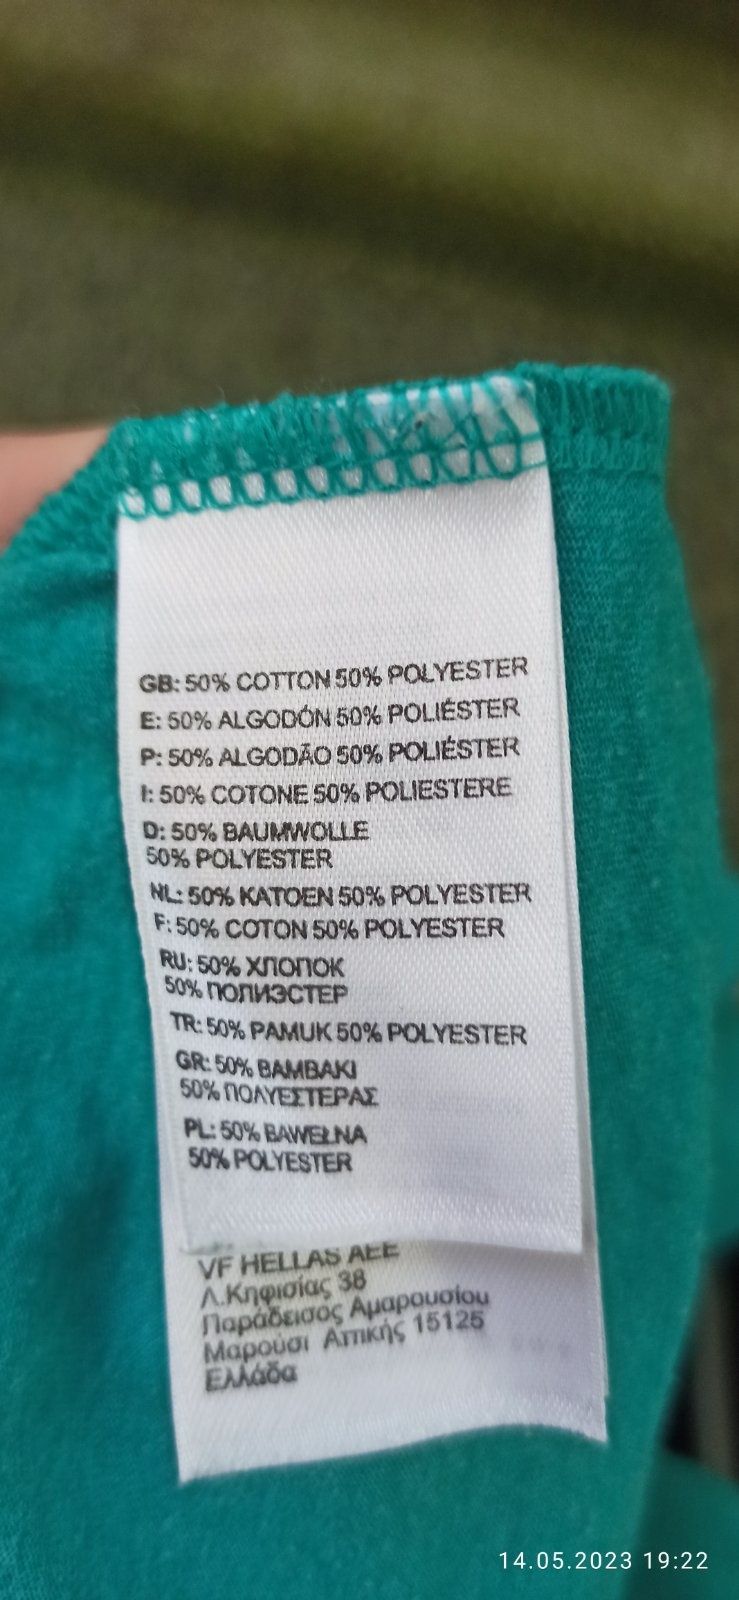 GB: 50% COTTON 50% POLYESTER
E: 50% ALGODÓN 50% POLIÉSTER
P: 50% ALGODÃO 50% POLIÉSTER
I: 50% COTONE 50% POLIESTERE
D: 50% BAUMWOLLE
50% POLYESTER
NL: 50% KATOEN 50% POLYESTER
F: 50% COTON 50% POLYESTER
RU: 50% ХЛОПОК
50% ПОЛИЭСТЕР
TR: 50% PAMUK 50% POLYESTER
GR: 50% ΒΑΜΒΑΚΙ
50% ΠΟΛΥΕΣΤΕΡΑΣ
PL: 50% BAWEŁNA
50% POLYESTER
VF HELLAS AEE
Λ.Κηφισίας 38
Παράδεισος Αμαρουσίου
Μαρούσι Αττικής 15125
Ελλάδα
14.05.2023 19:22